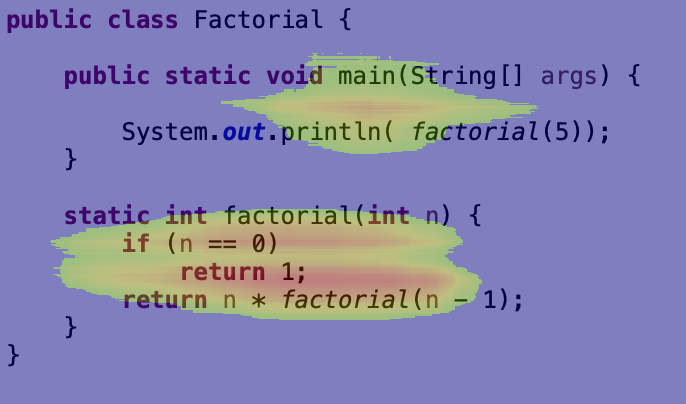 public class Factorial {
public static void main(String[] args) {
System.out.println( factorial(5));
}
static int factorial(int n) {
if (n == 0)
return 1;
return n * factorial(n - 1);
}
}